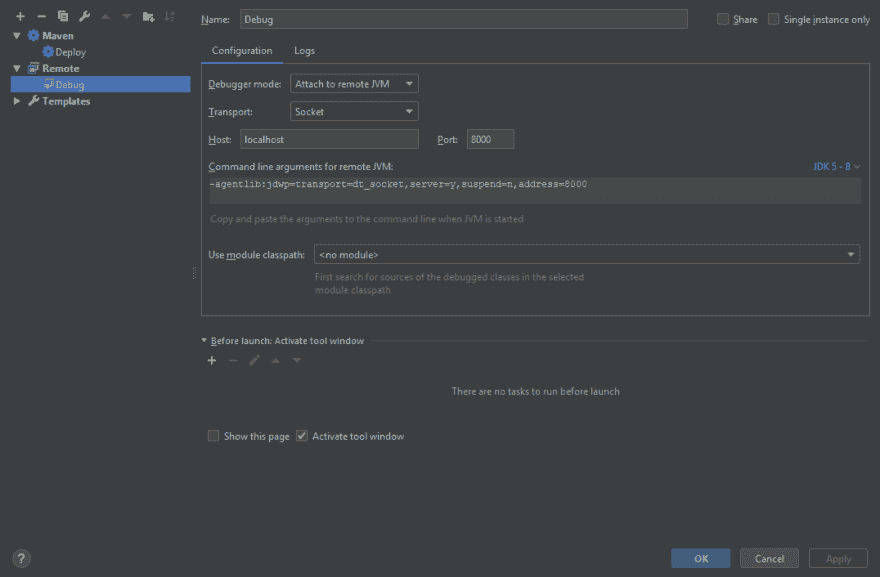 Maven
Deploy
Remote
Debug
Templates
Name: Debug
Share
Single instance only
Configuration Logs
Debugger mode: Attach to remote JVM
Transport: Socket
Host: localhost Port: 8000
Command line arguments for remote JVM: JDK 5 - 8
-agentlib:jdwp=transport=dt_socket,server=y,suspend=n,address=8000
Copy and paste the arguments to the command line when JVM is started
Use module classpath: <no module>
First search for sources of the debugged classes in the selected
module classpath
Before launch: Activate tool window
There are no tasks to run before launch
Show this page Activate tool window
?
OK Cancel Apply